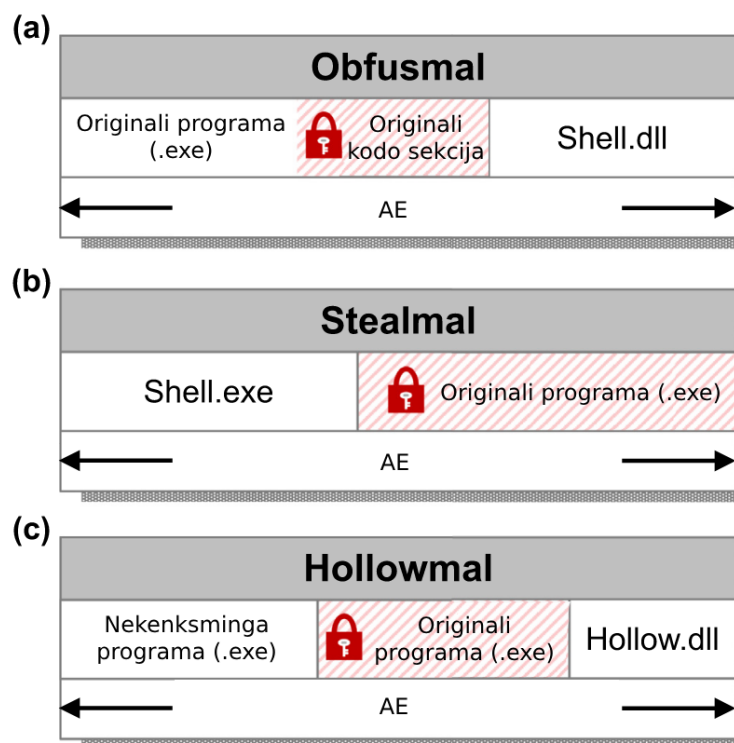 (a)
Obfusmal
Originali programa
(.exe)
Originali
kodo sekcija
Shell.dll
AE
(b)
Stealmal
Shell.exe
Originali programa (.exe)
AE
(c)
Hollowmal
Nekenksminga
programa (.exe)
Originali
programa (.exe)
Hollow.dll
AE